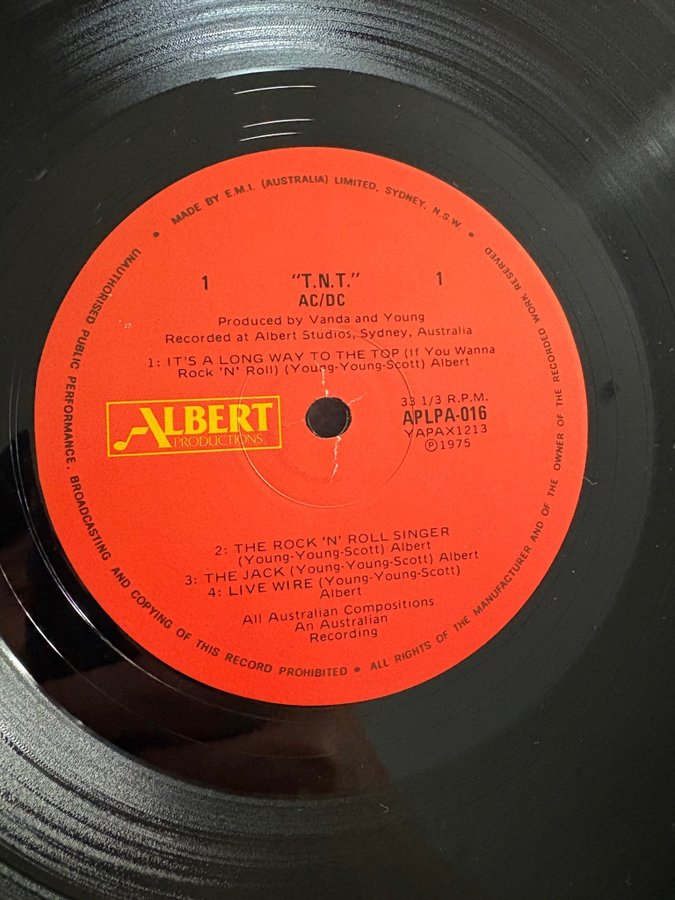 • MADE BY E.M.I. (AUSTRALIA) LIMITED, SYDNEY, N.S.W. •
UNAUTHORISED PUBLIC PERFORMANCE, BROADCASTING AND COPYING OF THIS RECORD PROHIBITED • ALL RIGHTS OF THE MANUFACTURER AND OF THE OWNER OF THE RECORDED WORK RESERVED
1 "T.N.T." 1
AC/DC
Produced by Vanda and Young
Recorded at Albert Studios, Sydney, Australia
1: IT'S A LONG WAY TO THE TOP (If You Wanna
Rock 'N' Roll) (Young-Young-Scott) Albert
ALBERT
PRODUCTIONS
33 1/3 R.P.M.
APLPA-016
YAPAX1213
Ⓟ1975
2: THE ROCK 'N' ROLL SINGER
(Young-Young-Scott) Albert
3: THE JACK (Young-Young-Scott) Albert
4: LIVE WIRE (Young-Young-Scott)
Albert
All Australian Compositions
An Australian
Recording